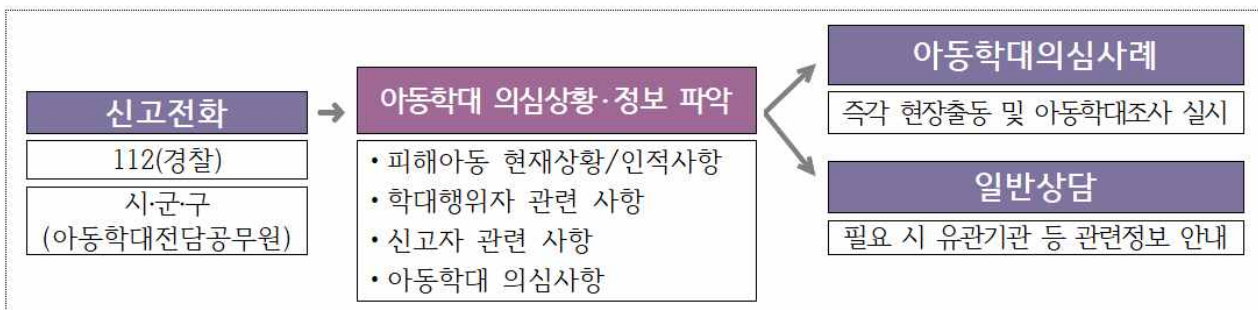 신고전화
112(경찰)
시·군·구
(아동학대전담공무원)
아동학대 의심상황·정보 파악
• 피해아동 현재상황/인적사항
• 학대행위자 관련 사항
• 신고자 관련 사항
• 아동학대 의심사항
아동학대의심사례
즉각 현장출동 및 아동학대조사 실시
일반상담
필요 시 유관기관 등 관련정보 안내